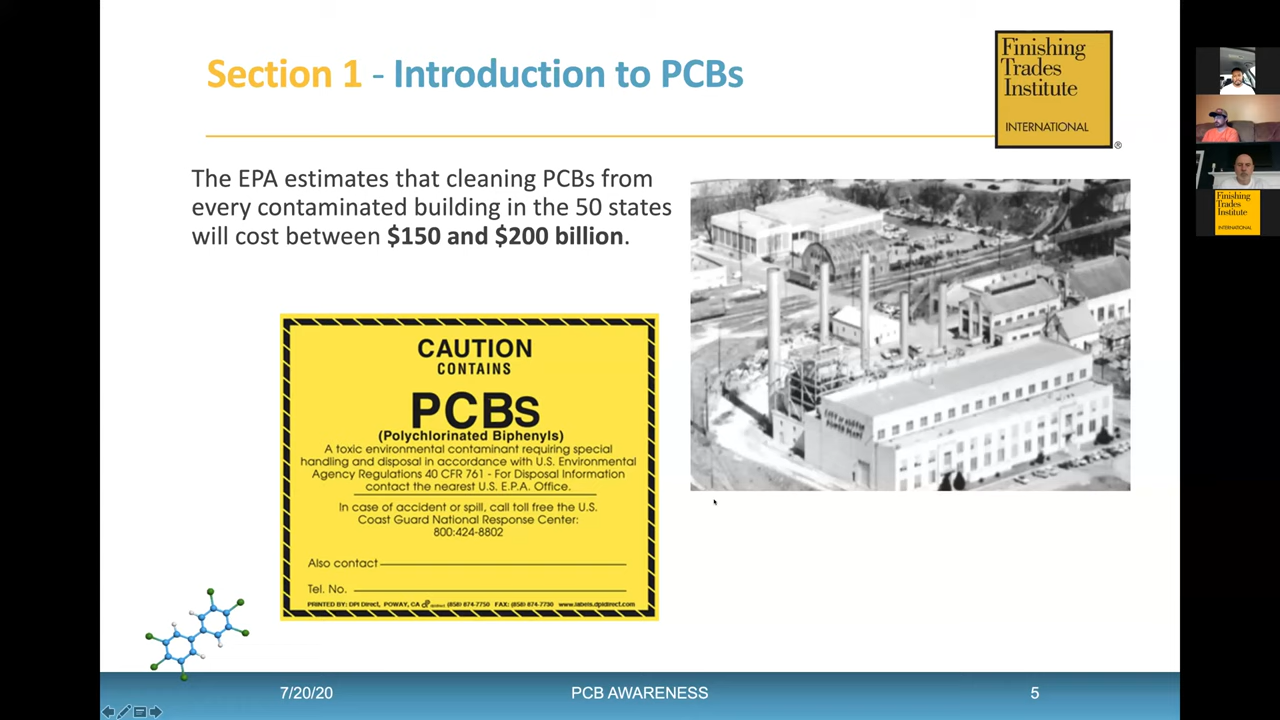 Section 1 - Introduction to PCBs
Finishing
Trades
Institute
INTERNATIONAL
®
The EPA estimates that cleaning PCBs from
every contaminated building in the 50 states
will cost between $150 and $200 billion.
CAUTION
CONTAINS
PCBs
(Polychlorinated Biphenyls)
A toxic environmental contaminant requiring special
handling and disposal in accordance with U.S. Environmental
Agency Regulations 40 CFR 761 - For Disposal Information
contact the nearest U.S. E.P.A. Office.
In case of accident or spill, call toll free the U.S.
Coast Guard National Response Center:
800:424-8802
Also contact
Tel. No.
PRINTED BY: DPI Direct, POWAY, CA (858) 874-7750 FAX: (858) 874-7730 www.labels.dpidirect.com
7/20/20
PCB AWARENESS
5
Finishing
Trades
Institute
INTERNATIONAL